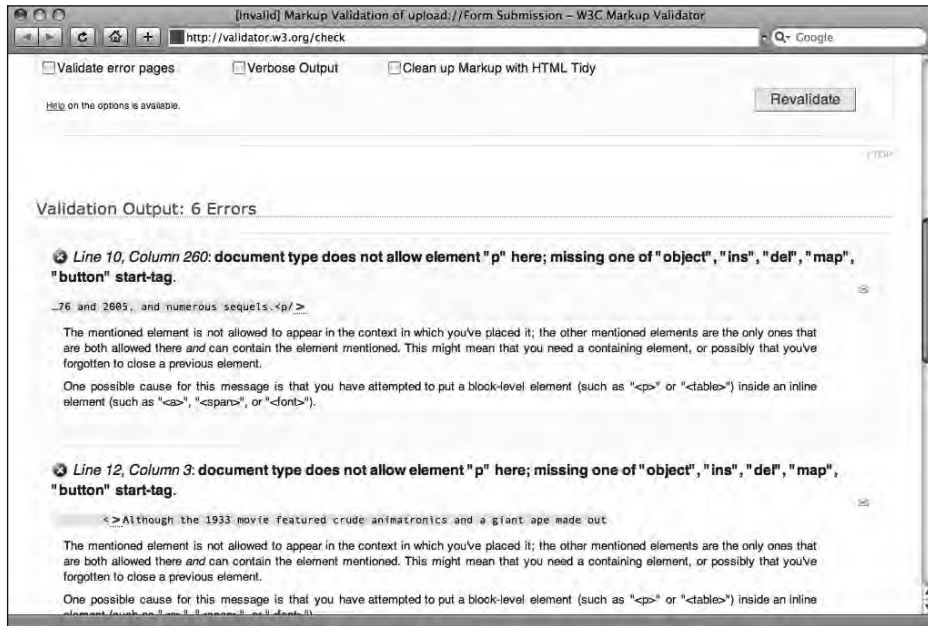 [Invalid] Markup Validation of upload://Form Submission – W3C Markup Validator
http://validator.w3.org/check
Google
Validate error pages Verbose Output Clean up Markup with HTML Tidy
Help on the options is available.
Revalidate
↑TOP
Validation Output: 6 Errors
Line 10, Column 260: document type does not allow element "p" here; missing one of "object", "ins", "del", "map",
"button" start-tag.
…76 and 2005, and numerous sequels.<p/>
The mentioned element is not allowed to appear in the context in which you've placed it; the other mentioned elements are the only ones that
are both allowed there and can contain the element mentioned. This might mean that you need a containing element, or possibly that you've
forgotten to close a previous element.
One possible cause for this message is that you have attempted to put a block-level element (such as "<p>" or "<table>") inside an inline
element (such as "<a>", "<span>", or "<font>").
Line 12, Column 3: document type does not allow element "p" here; missing one of "object", "ins", "del", "map",
"button" start-tag.
<>Although the 1933 movie featured crude animatronics and a giant ape made out
The mentioned element is not allowed to appear in the context in which you've placed it; the other mentioned elements are the only ones that
are both allowed there and can contain the element mentioned. This might mean that you need a containing element, or possibly that you've
forgotten to close a previous element.
One possible cause for this message is that you have attempted to put a block-level element (such as "<p>" or "<table>") inside an inline
element (such as "<a>", "<span>", or "<font>").